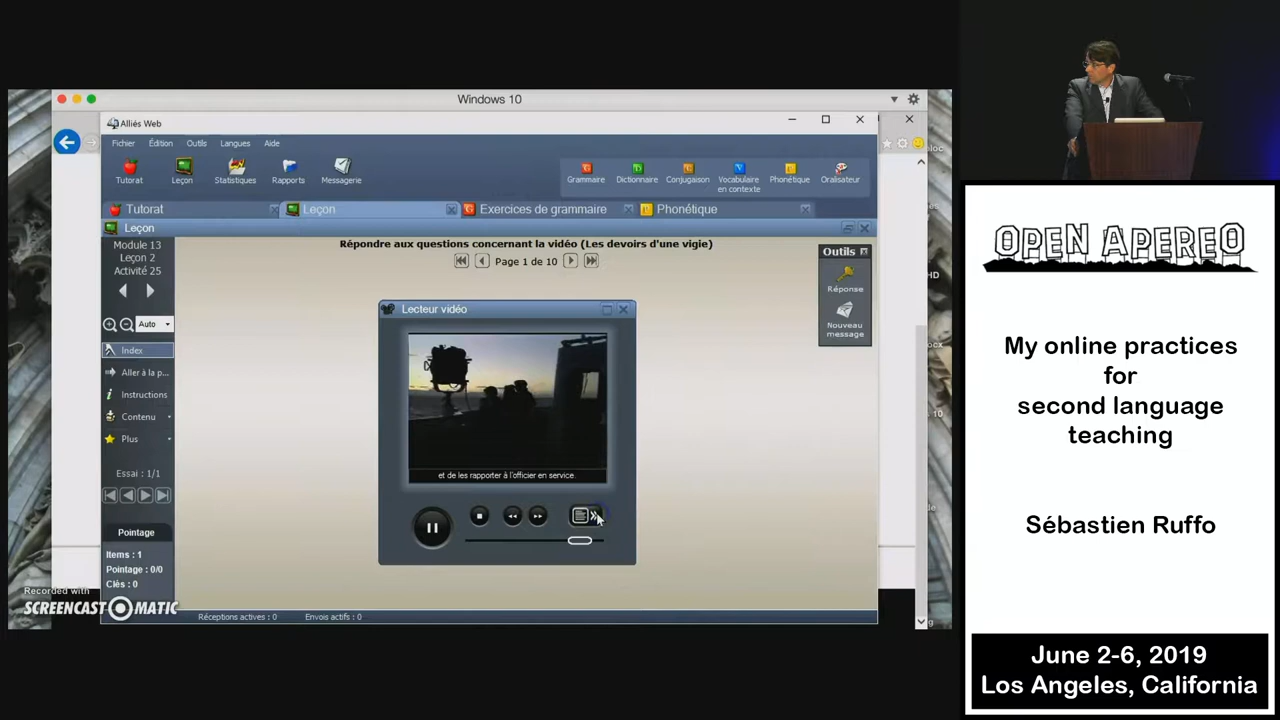 Windows 10
Alliés Web
Fichier Édition Outils Langues Aide
Tutorat Leçon Statistiques Rapports Messagerie
Grammaire Dictionnaire Conjugaison Vocabulaire en contexte Phonétique Oralisateur
Tutorat Leçon Exercices de grammaire Phonétique
Leçon
Module 13
Leçon 2
Activité 25
Auto
Index
Aller à la p...
Instructions
Contenu
Plus
Essai : 1/1
Pointage
Items : 1
Pointage : 0/0
Clés : 0
Répondre aux questions concernant la vidéo (Les devoirs d'une vigie)
Page 1 de 10
Outils
Réponse
Nouveau
message
Lecteur vidéo
et de les rapporter à l'officier en service.
Réceptions actives : 0 Envois actifs : 0
Recorded with
SCREENCAST O MATIC
OPEN APEREO
My online practices
for
second language
teaching
Sébastien Ruffo
June 2-6, 2019
Los Angeles, California